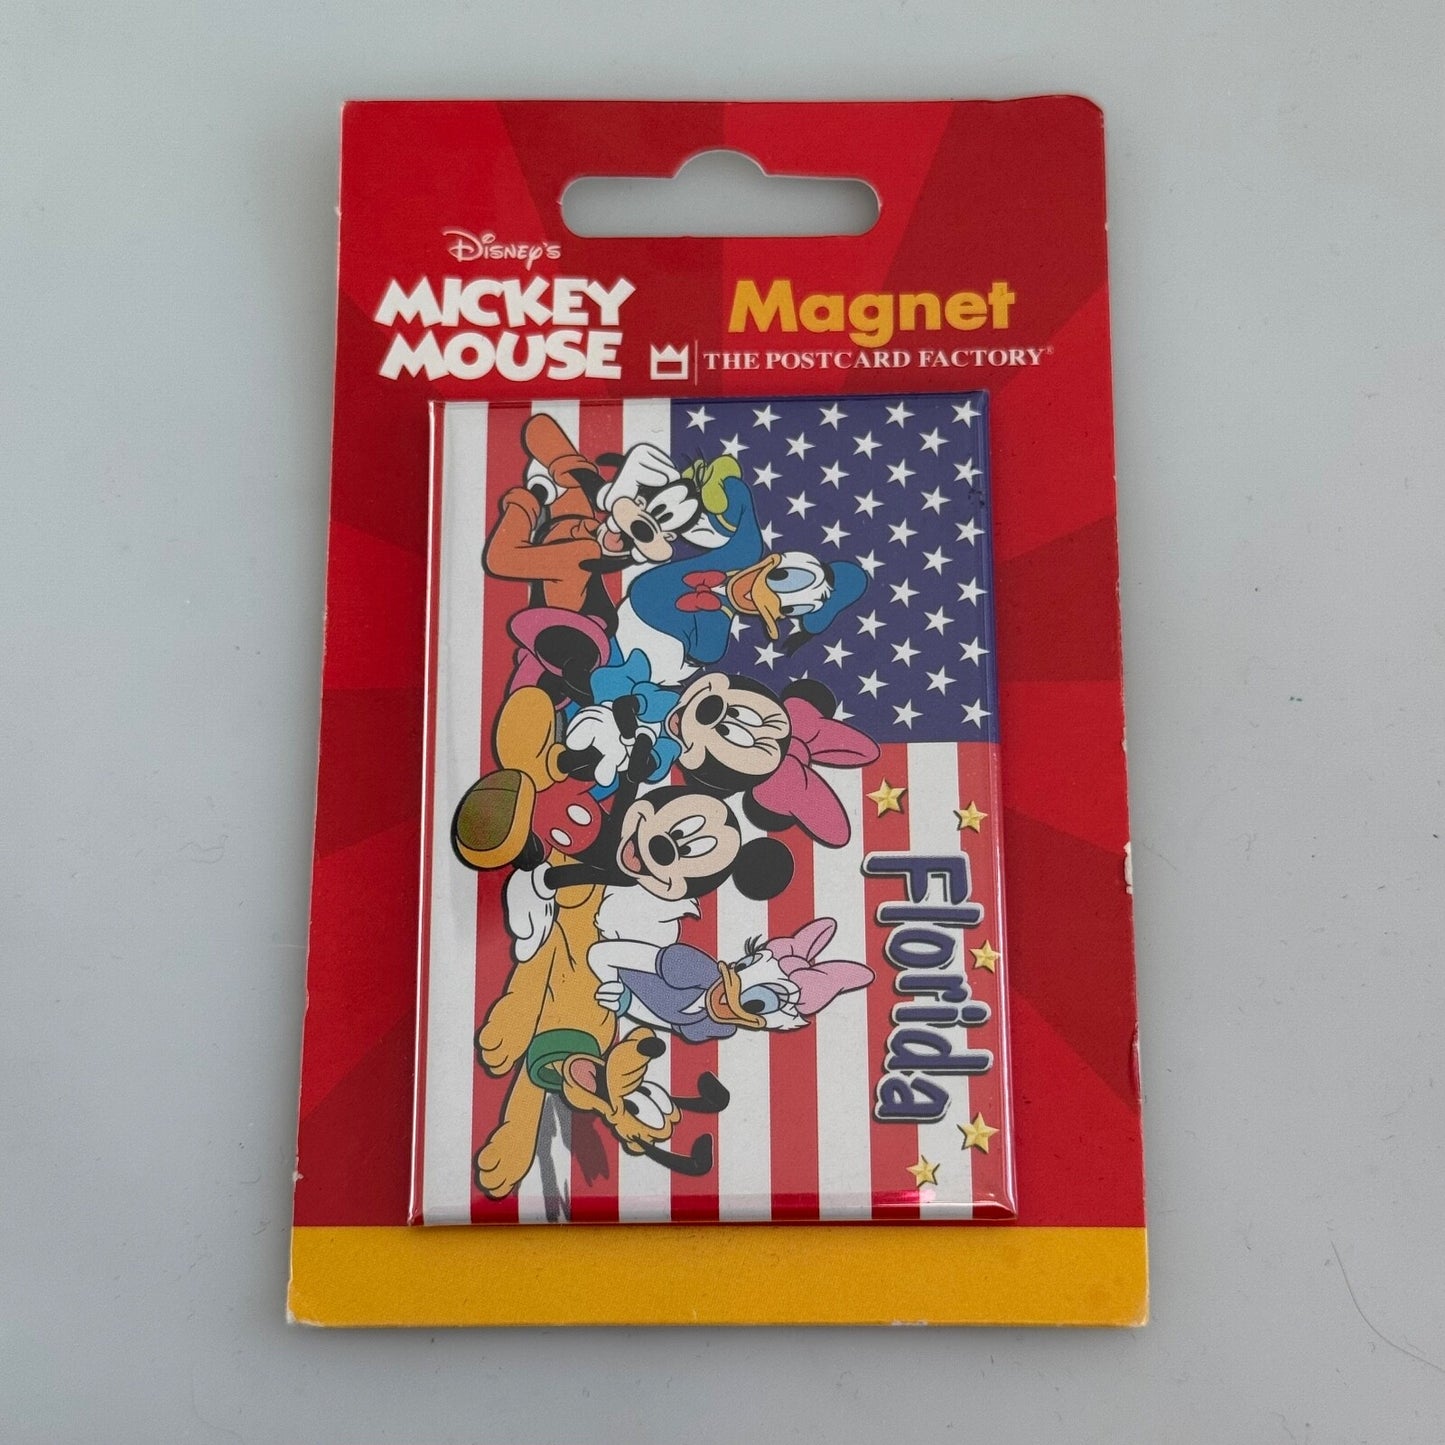 Disney's
MICKEY
MOUSE
Magnet
THE POSTCARD FACTORY®
Florida